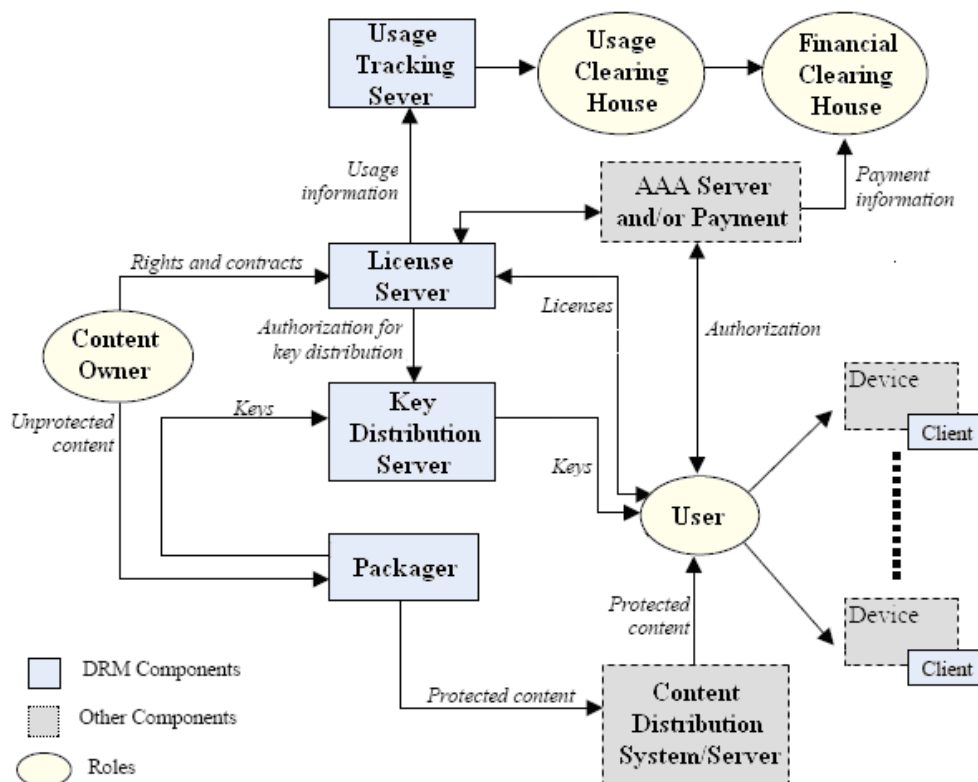 Usage
Tracking
Sever
Usage
Clearing
House
Financial
Clearing
House
Usage
information
AAA Server
and/or Payment
Payment
information
Rights and contracts
License
Server
Licenses
Authorization
Content
Owner
Authorization for
key distribution
Device
Client
Unprotected
content
Keys
Key
Distribution
Server
Keys
User
Packager
Protected
content
Device
Client
DRM Components
Protected content
Content
Distribution
System/Server
Other Components
Roles